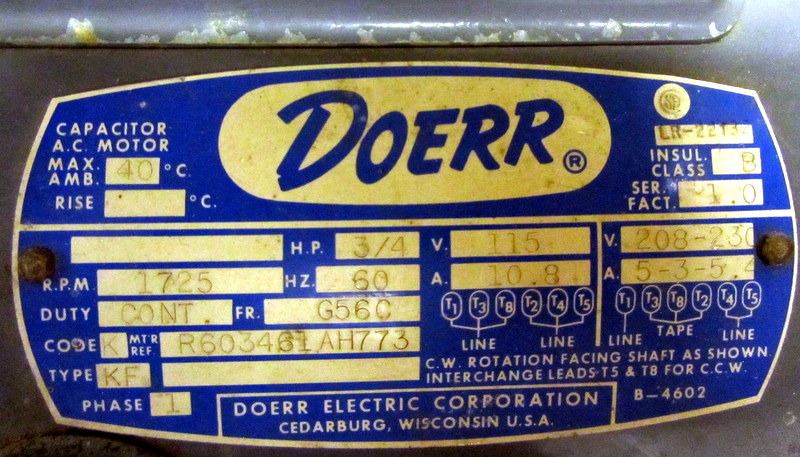 DOERR ®
CAPACITOR
A.C. MOTOR
MAX. AMB. 40 °C.
RISE °C.
LR-2213
INSUL. CLASS B
SER. FACT. 1.0
H.P. 3/4
R.P.M. 1725 HZ. 60
DUTY CONT. FR. G56C
CODE K MT'R REF. R603461 AH773
TYPE KF
PHASE 1
V. 115
A. 10.8
T1 T3 T8 T2 T4 T5
LINE LINE
V. 208-230
A. 5-3-5.4
T1 T3 T8 T2 T4 T5
LINE TAPE LINE
C.W. ROTATION FACING SHAFT AS SHOWN.
INTERCHANGE LEADS T5 & T8 FOR C.C.W.
DOERR ELECTRIC CORPORATION
CEDARBURG, WISCONSIN U.S.A.
B-4602